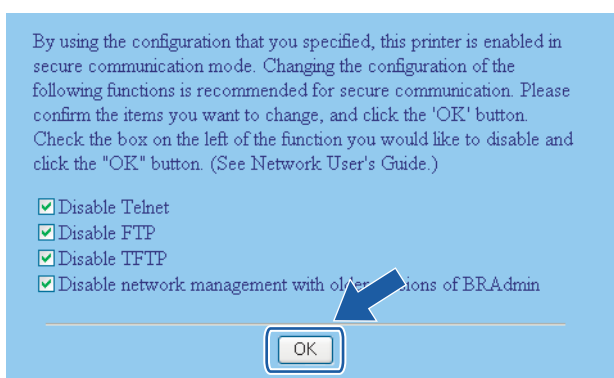 By using the configuration that you specified, this printer is enabled in
secure communication mode. Changing the configuration of the
following functions is recommended for secure communication. Please
confirm the items you want to change, and click the 'OK' button.
Check the box on the left of the function you would like to disable and
click the "OK" button. (See Network User's Guide.)
Disable Telnet
Disable FTP
Disable TFTP
Disable network management with older versions of BRAdmin
OK